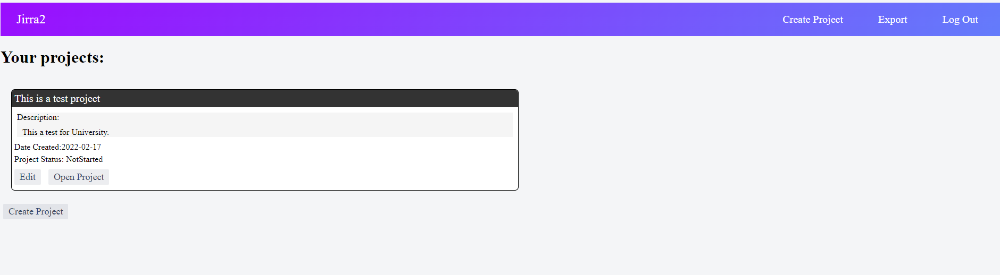 Jirra2 Create Project Export Log Out
Your projects:
This is a test project
Description:
This a test for University.
Date Created:2022-02-17
Project Status: NotStarted
Edit Open Project
Create Project